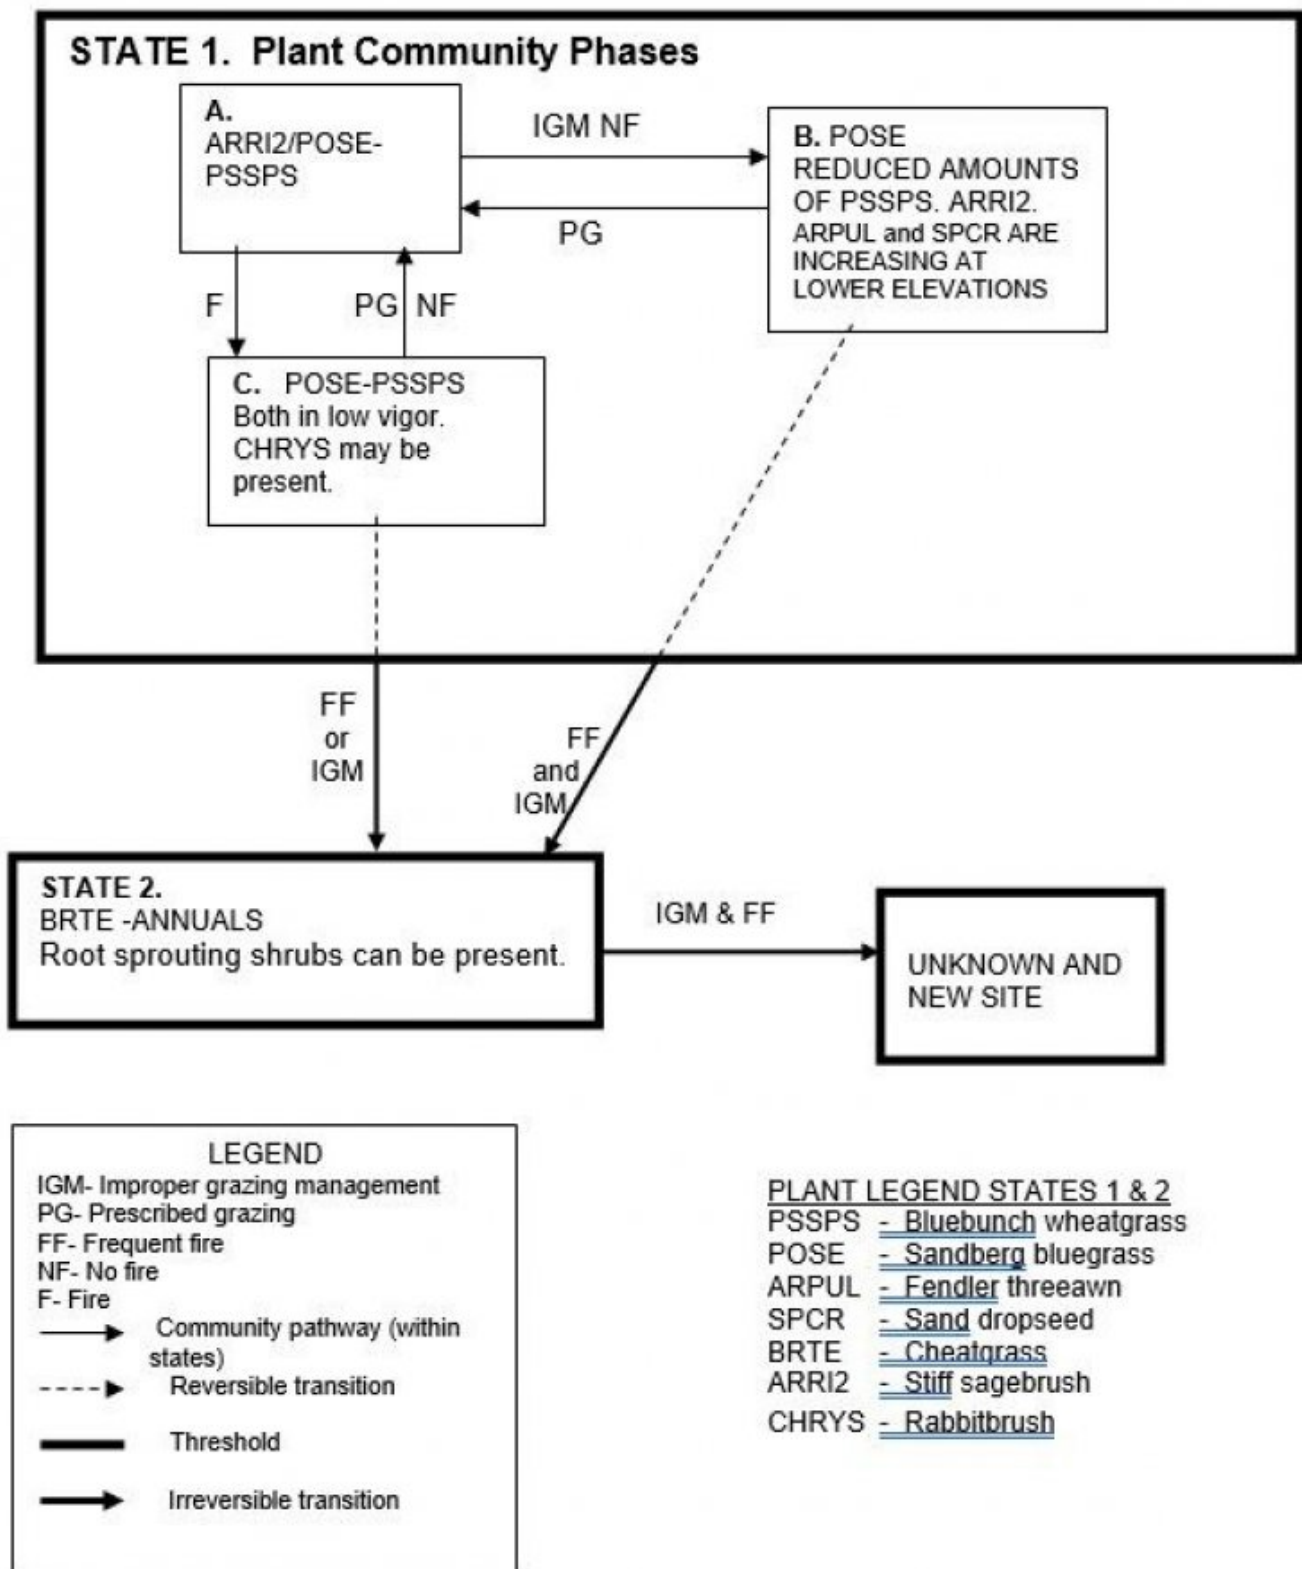 STATE 1. Plant Community Phases
A.
ARRI2/POSE-
PSSPS
IGM NF
PG
B. POSE
REDUCED AMOUNTS
OF PSSPS. ARRI2.
ARPUL and SPCR ARE
INCREASING AT
LOWER ELEVATIONS
F
PG NF
C. POSE-PSSPS
Both in low vigor.
CHRYS may be
present.
FF
or
IGM
FF
and
IGM
STATE 2.
BRTE -ANNUALS
Root sprouting shrubs can be present.
IGM & FF
UNKNOWN AND
NEW SITE
LEGEND
IGM- Improper grazing management
PG- Prescribed grazing
FF- Frequent fire
NF- No fire
F- Fire
Community pathway (within
states)
Reversible transition
Threshold
Irreversible transition
PLANT LEGEND STATES 1 & 2
PSSPS - Bluebunch wheatgrass
POSE - Sandberg bluegrass
ARPUL - Fendler threeawn
SPCR - Sand dropseed
BRTE - Cheatgrass
ARRI2 - Stiff sagebrush
CHRYS - Rabbitbrush